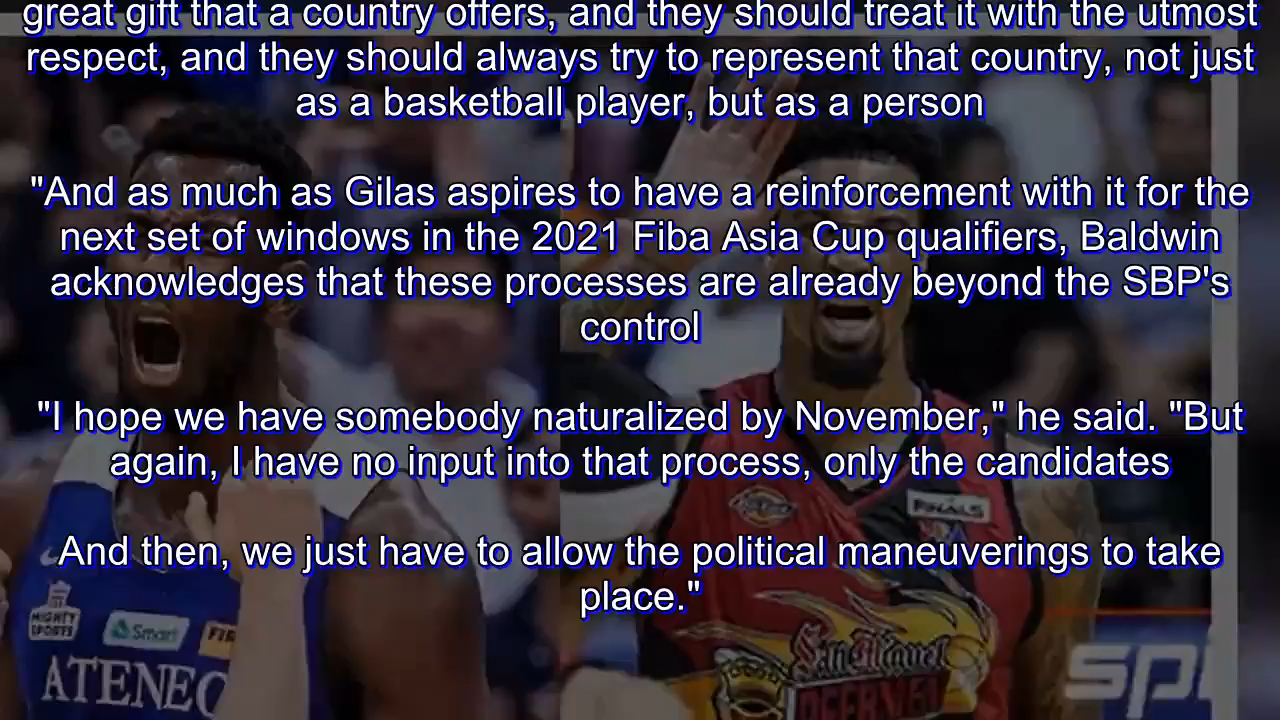 great gift that a country offers, and they should treat it with the utmost
respect, and they should always try to represent that country, not just
as a basketball player, but as a person
"And as much as Gilas aspires to have a reinforcement with it for the
next set of windows in the 2021 Fiba Asia Cup qualifiers, Baldwin
acknowledges that these processes are already beyond the SBP's
control
"I hope we have somebody naturalized by November," he said. "But
again, I have no input into that process, only the candidates
And then, we just have to allow the political maneuverings to take
place."
FINALS
MIGHTY
SPORTS
Smart
ATENEO
San Miguel
BEERMEN